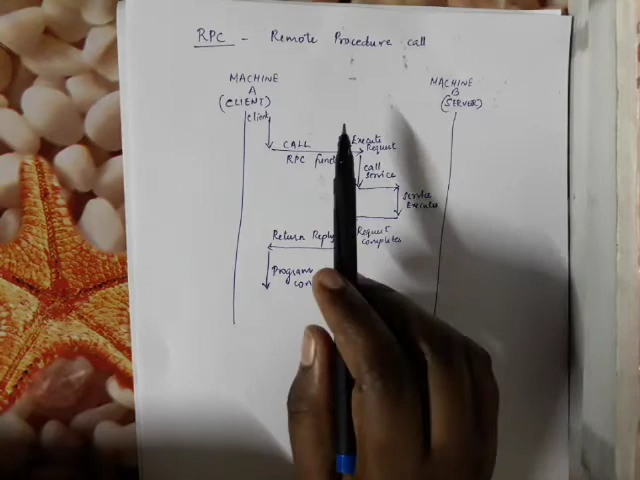 RPC - Remote Procedure call
MACHINE
A
(CLIENT)
MACHINE
B
(SERVER)
client
CALL
RPC
Execute
Request
call
service
service
Executes
Return Reply
Request
completes
Program